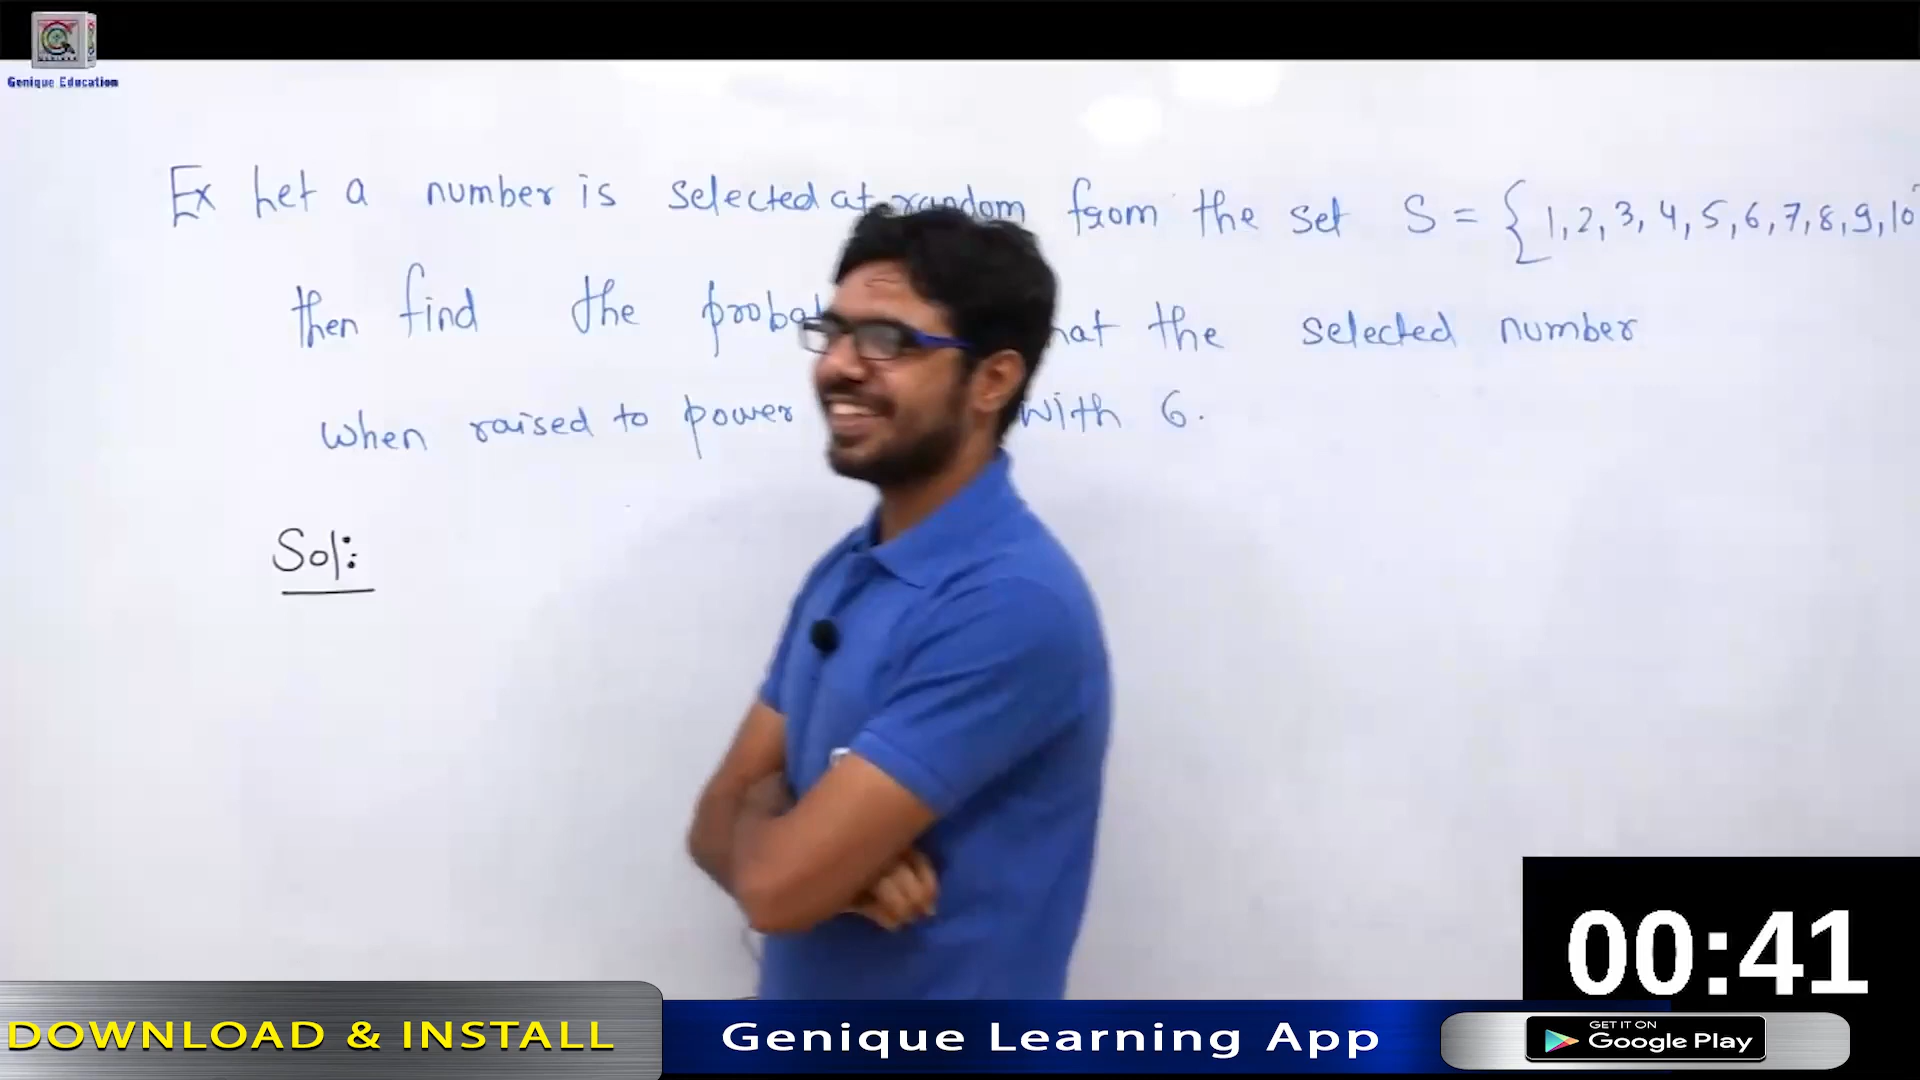 Genique Education
Ex Let a number is selected at random from the set S = {1,2,3,4,5,6,7,8,9,10
then find the the selected number
when raised to power with 6.
Sol:
00:41
DOWNLOAD & INSTALL
Genique Learning App
GET IT ON
Google Play